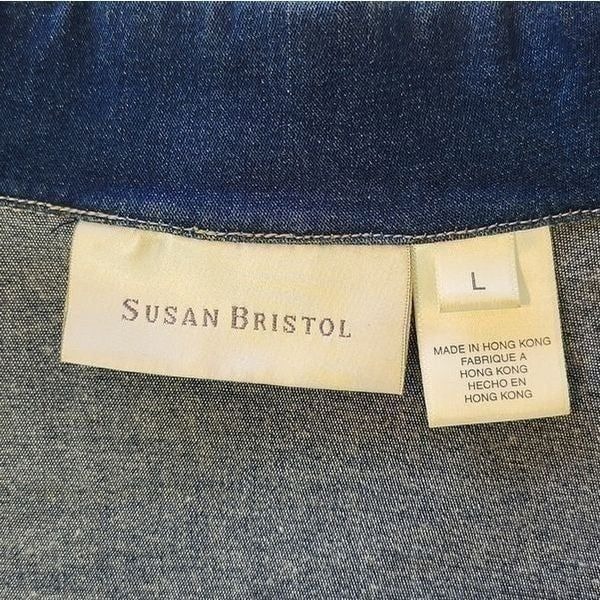 SUSAN BRISTOL
L
MADE IN HONG KONG
FABRIQUE A
HONG KONG
HECHO EN
HONG KONG